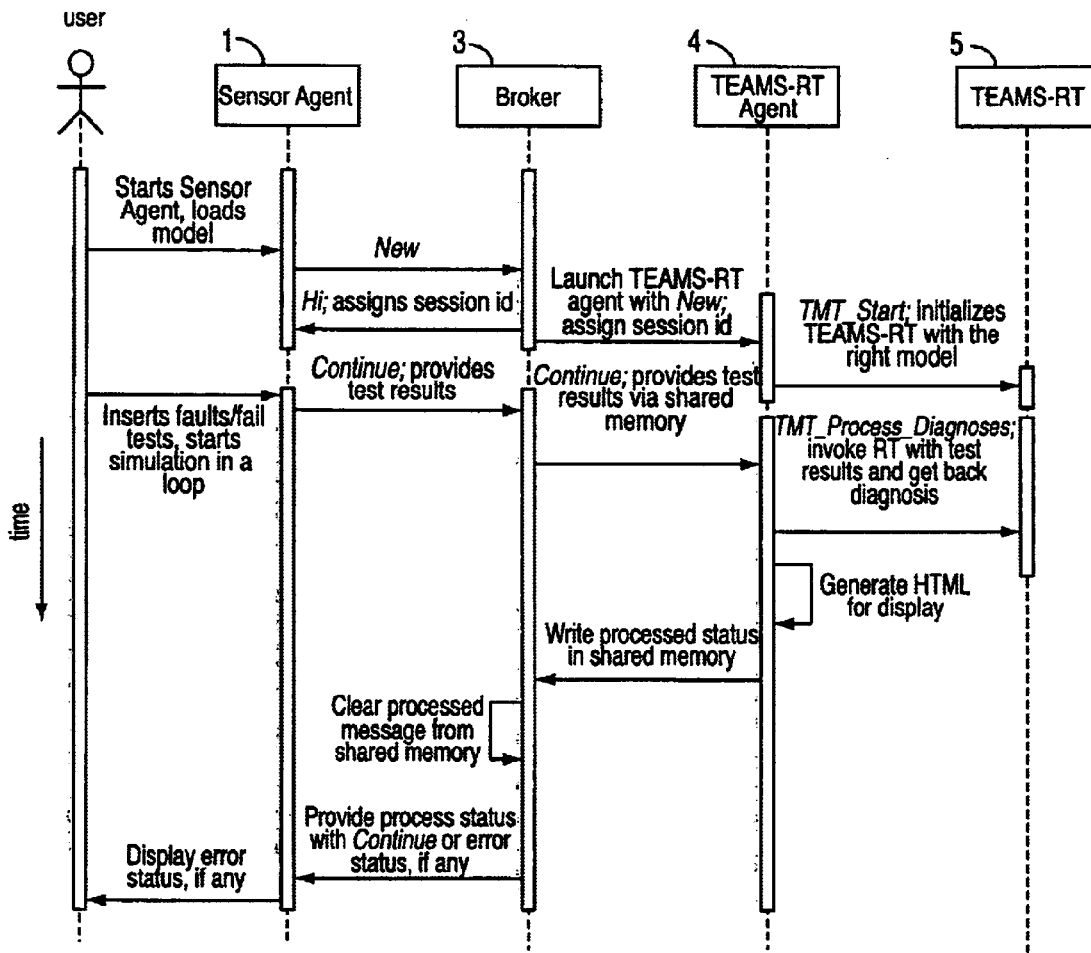 user
1
3
4
5
Sensor Agent
Broker
TEAMS-RT
Agent
TEAMS-RT
Starts Sensor
Agent, loads
model
New
Hi; assigns session id
Launch TEAMS-RT
agent with New;
assign session id
TMT_Start; initializes
TEAMS-RT with the
right model
Continue; provides
test results
Continue; provides test
results via shared
memory
Inserts faults/fail
tests, starts
simulation in a
loop
TMT_Process_Diagnoses;
invoke RT with test
results and get back
diagnosis
time
Generate HTML
for display
Write processed status
in shared memory
Clear processed
message from
shared memory
Provide process status
with Continue or error
status, if any
Display error
status, if any